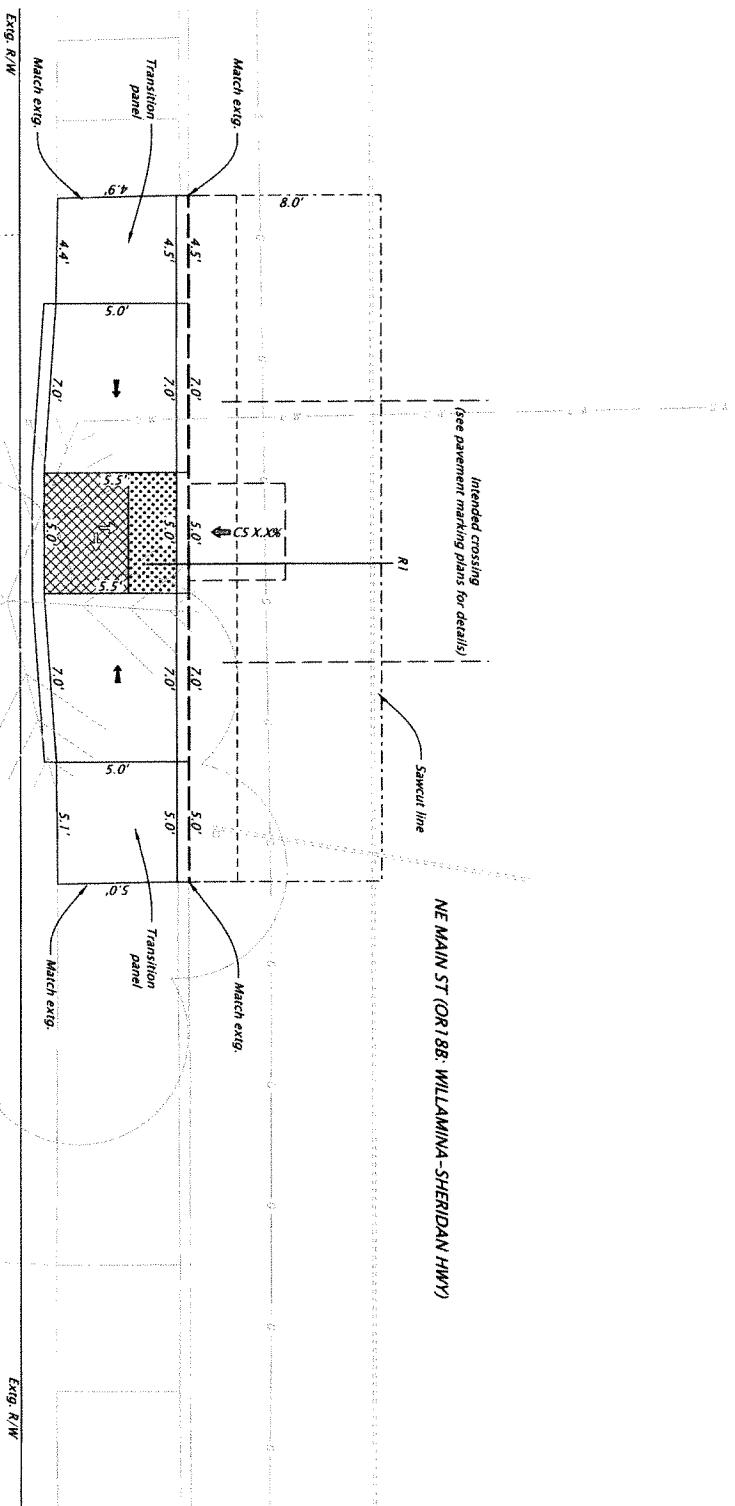 Extg. R/W
Match extg.
Transition
panel
Match extg.
4.9'
8.0'
4.4'
4.5'
4.5'
5.0'
7.0'
7.0'
7.0'
Intended crossing
(see pavement marking plans for details)
5.5'
5.0'
5.0'
5.0'
CS X.X%
R1
5.5'
7.0'
7.0'
7.0'
Sawcut line
5.0'
5.1'
5.0'
5.0'
5.0'
Match extg.
Transition
panel
Match extg.
NE MAIN ST (OR18B: WILLAMINA-SHERIDAN HWY)
G
G
G
G
G
G
G
G
Extg. R/W